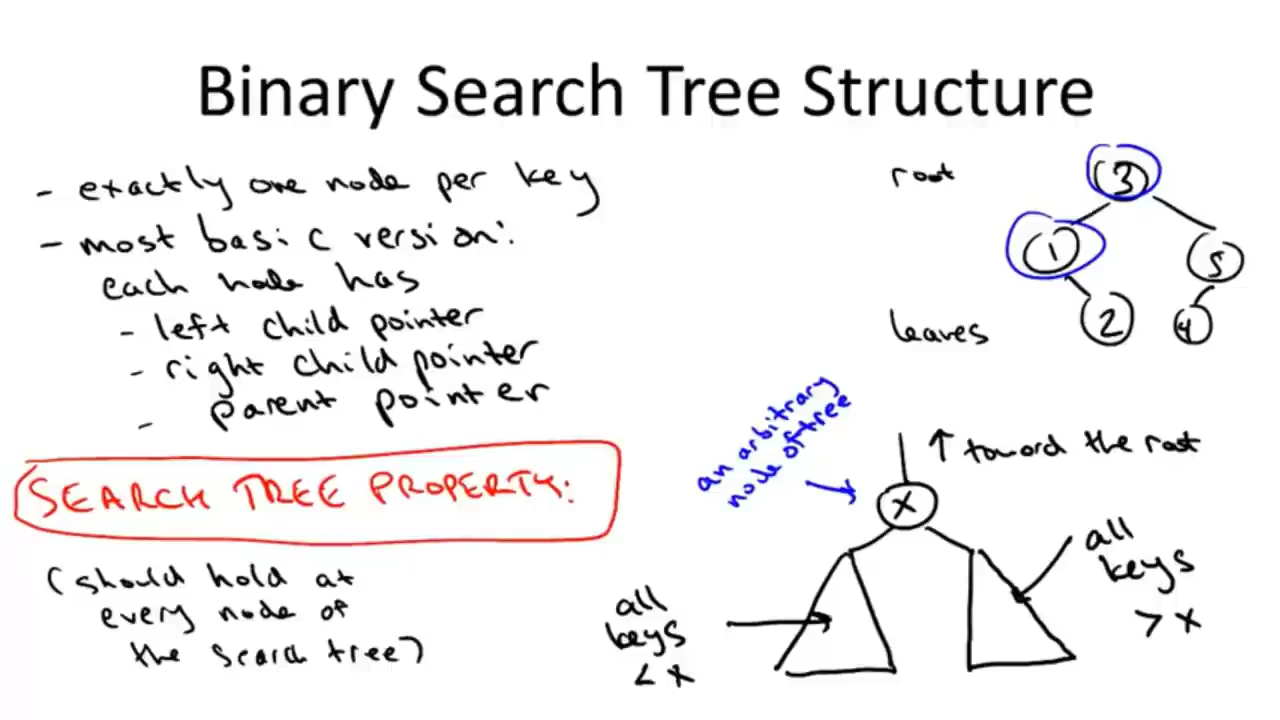 Binary Search Tree Structure
- exactly one node per key
- most basic version:
each node has
- left child pointer
- right child pointer
- parent pointer
SEARCH TREE PROPERTY:
(should hold at
every node of
the search tree)
root
3
1
5
2
4
leaves
an arbitrary
node of tree
↑ toward the root
x
all
keys
< x
all
keys
> x